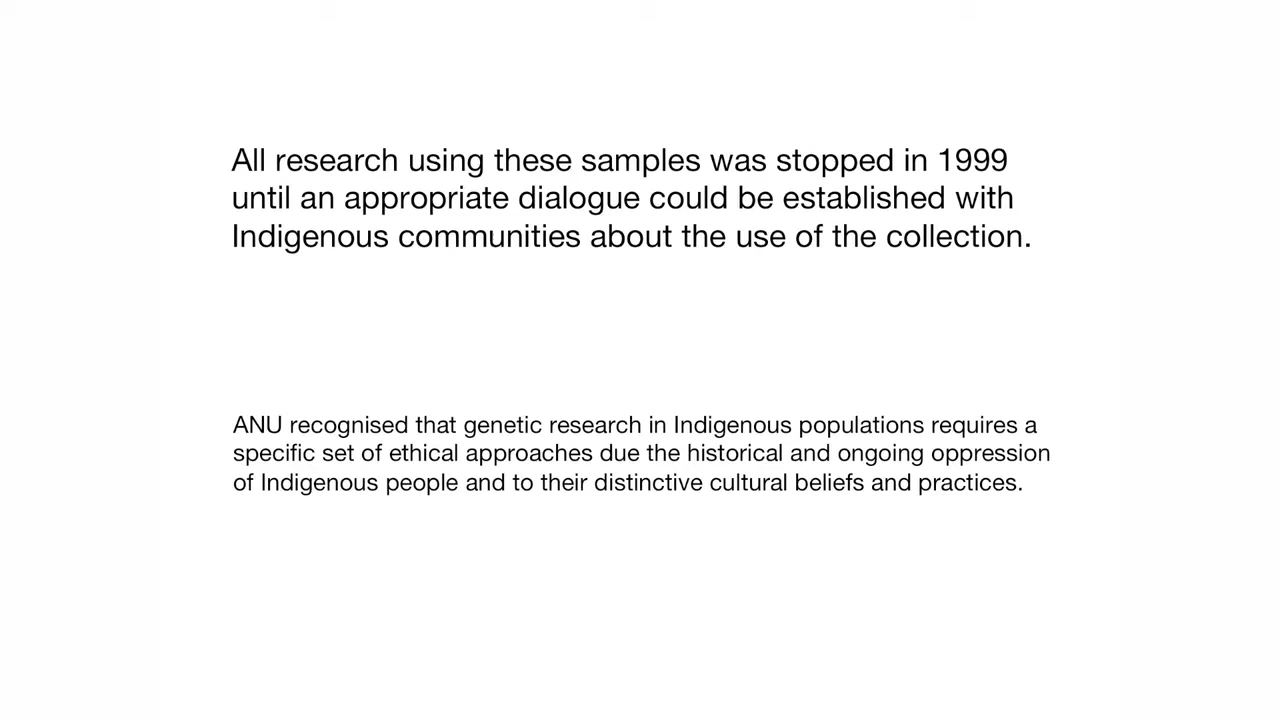 All research using these samples was stopped in 1999
until an appropriate dialogue could be established with
Indigenous communities about the use of the collection.
ANU recognised that genetic research in Indigenous populations requires a
specific set of ethical approaches due the historical and ongoing oppression
of Indigenous people and to their distinctive cultural beliefs and practices.